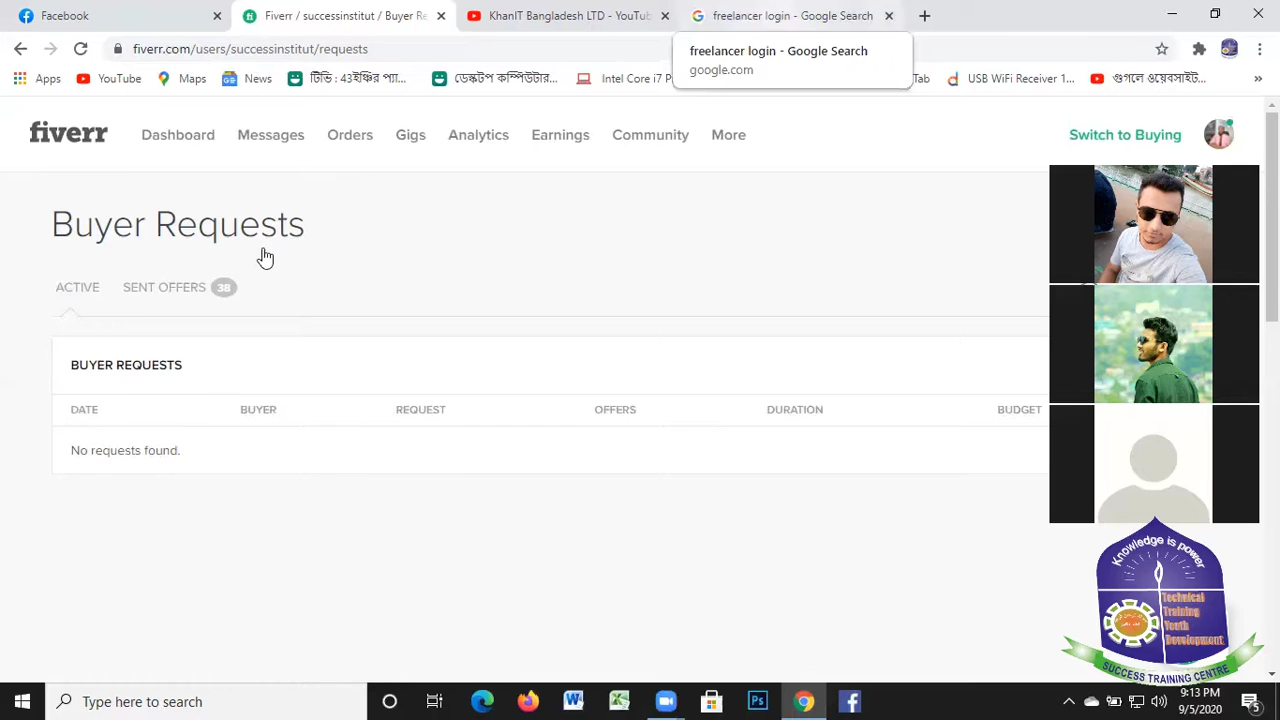 Facebook
Fiverr / successinstitut / Buyer Re
KhanIT Bangladesh LTD - YouTub
freelancer login - Google Search
fiverr.com/users/successinstitut/requests
freelancer login - Google Search
google.com
Apps
YouTube
Maps
News
টিভি : 43ইঞ্চির প্যা...
ডেস্কটপ কম্পিউটার...
Intel Core i7 P
Tab
USB WiFi Receiver 1...
গুগলে ওয়েবসাইট...
fiverr
Dashboard
Messages
Orders
Gigs
Analytics
Earnings
Community
More
Switch to Buying
Buyer Requests
ACTIVE
SENT OFFERS 38
BUYER REQUESTS
DATE
BUYER
REQUEST
OFFERS
DURATION
BUDGET
No requests found.
Knowledge is power
Technical
Training
Youth
Development
SUCCESS TRAINING CENTRE
Type here to search
9:13 PM
9/5/2020
5